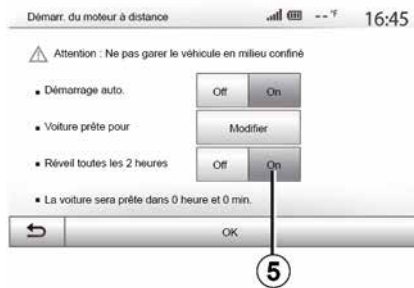 Démarr. du moteur à distance -- °F 16:45
Attention : Ne pas garer le véhicule en milieu confiné
Démarrage auto. Off On
Voiture prête pour Modifier
Réveil toutes les 2 heures Off On
La voiture sera prête dans 0 heure et 0 min.
OK
5